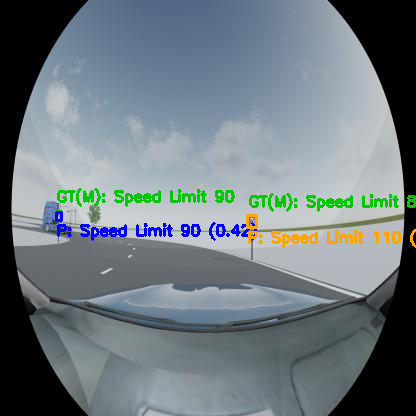 GT(M): Speed Limit 90
GT(M): Speed Limit 8
P: Speed Limit 90 (0.42
P: Speed Limit 110 (